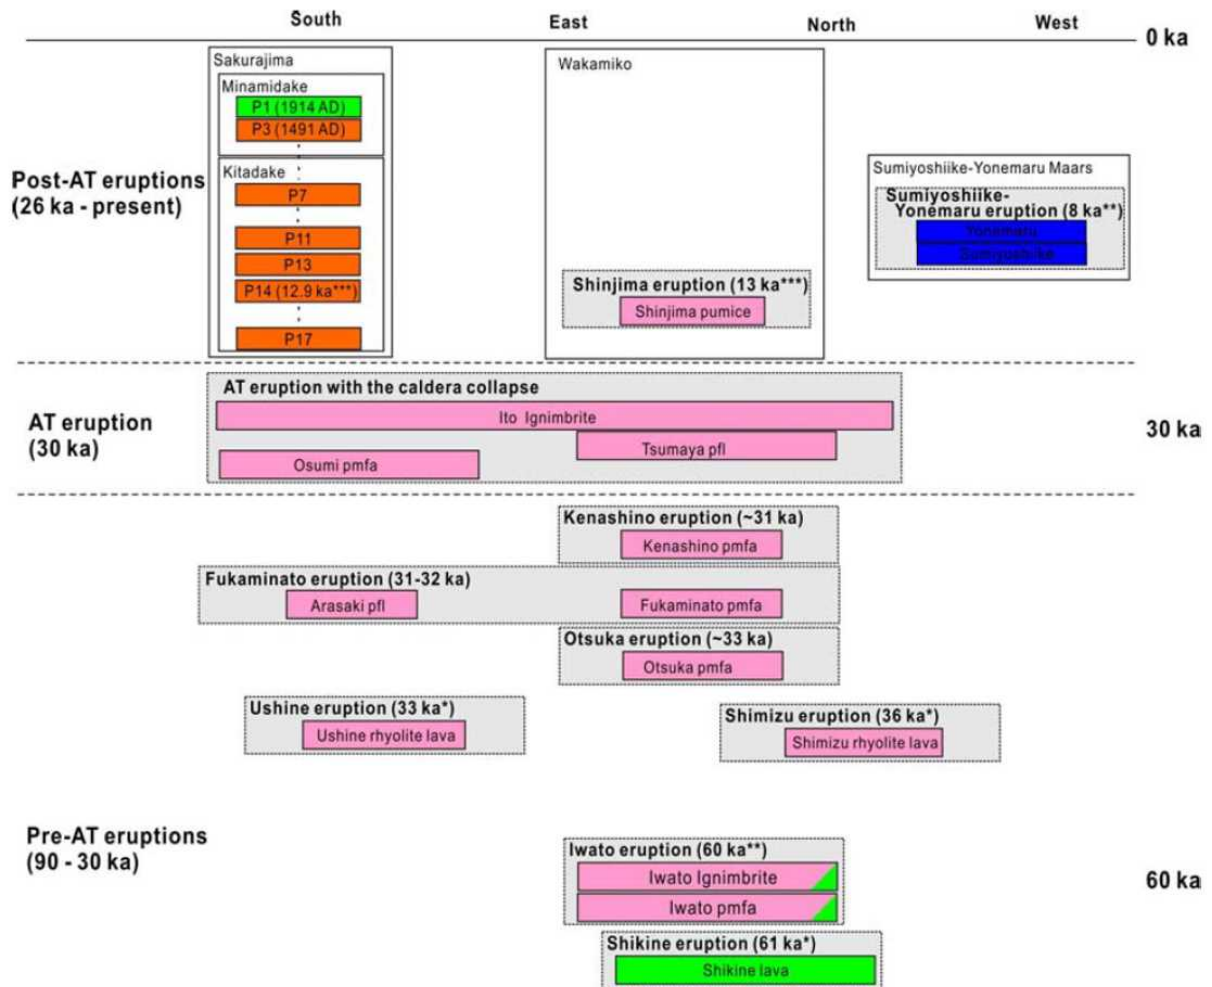 South East North West
0 ka
Sakurajima
Minamidake
P1 (1914 AD)
P3 (1491 AD)
Kitadake
P7
P11
P13
P14 (12.9 ka***)
P17
Wakamiko
Shinjima eruption (13 ka***)
Shinjima pumice
Sumiyoshiike-Yonemaru Maars
Sumiyoshiike-
Yonemaru eruption (8 ka**)
Yonemaru
Sumiyoshiike
Post-AT eruptions
(26 ka - present)
AT eruption with the caldera collapse
Ito Ignimbrite
Tsumaya pfl
Osumi pmfa
AT eruption
(30 ka)
30 ka
Kenashino eruption (~31 ka)
Kenashino pmfa
Fukaminato eruption (31-32 ka)
Arasaki pfl
Fukaminato pmfa
Otsuka eruption (~33 ka)
Otsuka pmfa
Ushine eruption (33 ka*)
Ushine rhyolite lava
Shimizu eruption (36 ka*)
Shimizu rhyolite lava
Pre-AT eruptions
(90 - 30 ka)
Iwato eruption (60 ka**)
Iwato Ignimbrite
Iwato pmfa
60 ka
Shikine eruption (61 ka*)
Shikine lava